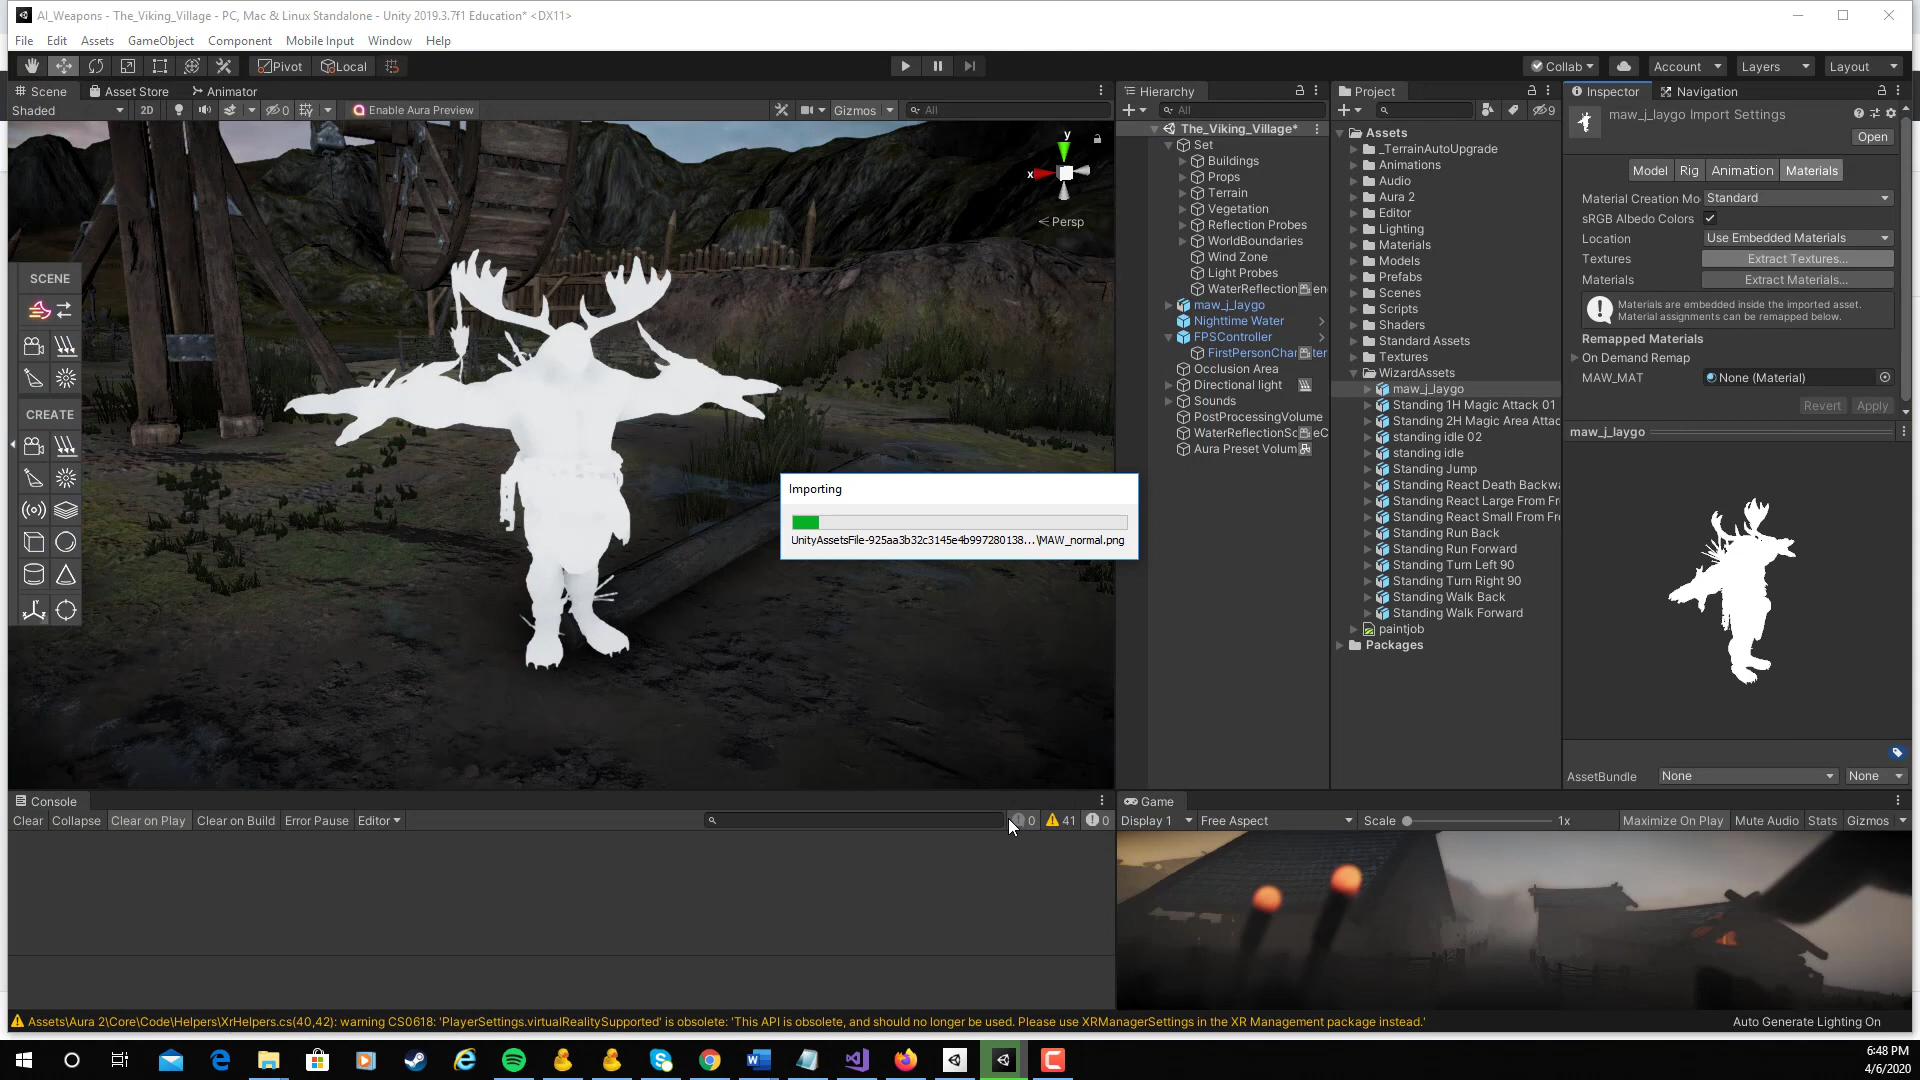 AI_Weapons - The_Viking_Village - PC, Mac & Linux Standalone - Unity 2019.3.7f1 Education* <DX11>
File Edit Assets GameObject Component Mobile Input Window Help
Pivot Local Collab Account Layers Layout
Scene Asset Store Animator
Shaded 2D 0 Enable Aura Preview Gizmos All
y
x
Persp
SCENE
CREATE
Importing
UnityAssetsFile-925aa3b32c3145e4b997280138...\MAW_normal.png
Hierarchy
All
The_Viking_Village*
Set
Buildings
Props
Terrain
Vegetation
Reflection Probes
WorldBoundaries
Wind Zone
Light Probes
WaterReflection en
maw_j_laygo
Nighttime Water
FPSController
FirstPersonChar ter
Occlusion Area
Directional light
Sounds
PostProcessingVolume
WaterReflectionSc eC
Aura Preset Volum
Project
9
Assets
_TerrainAutoUpgrade
Animations
Audio
Aura 2
Editor
Lighting
Materials
Models
Prefabs
Scenes
Scripts
Shaders
Standard Assets
Textures
WizardAssets
maw_j_laygo
Standing 1H Magic Attack 01
Standing 2H Magic Area Attac
standing idle 02
standing idle
Standing Jump
Standing React Death Backwa
Standing React Large From Fr
Standing React Small From Fr
Standing Run Back
Standing Run Forward
Standing Turn Left 90
Standing Turn Right 90
Standing Walk Back
Standing Walk Forward
paintjob
Packages
Inspector Navigation
maw_j_laygo Import Settings
Open
Model Rig Animation Materials
Material Creation Mo Standard
sRGB Albedo Colors
Location Use Embedded Materials
Textures Extract Textures...
Materials Extract Materials...
Materials are embedded inside the imported asset.
Material assignments can be remapped below.
Remapped Materials
On Demand Remap
MAW_MAT None (Material)
Revert Apply
maw_j_laygo
AssetBundle None None
Console
Clear Collapse Clear on Play Clear on Build Error Pause Editor 0 41 0
Game
Display 1 Free Aspect Scale 1x Maximize On Play Mute Audio Stats Gizmos
Assets\Aura 2\Core\Code\Helpers\XrHelpers.cs(40,42): warning CS0618: 'PlayerSettings.virtualRealitySupported' is obsolete: 'This API is obsolete, and should no longer be used. Please use XRManagerSettings in the XR Management package instead.'
Auto Generate Lighting On
6:48 PM
4/6/2020